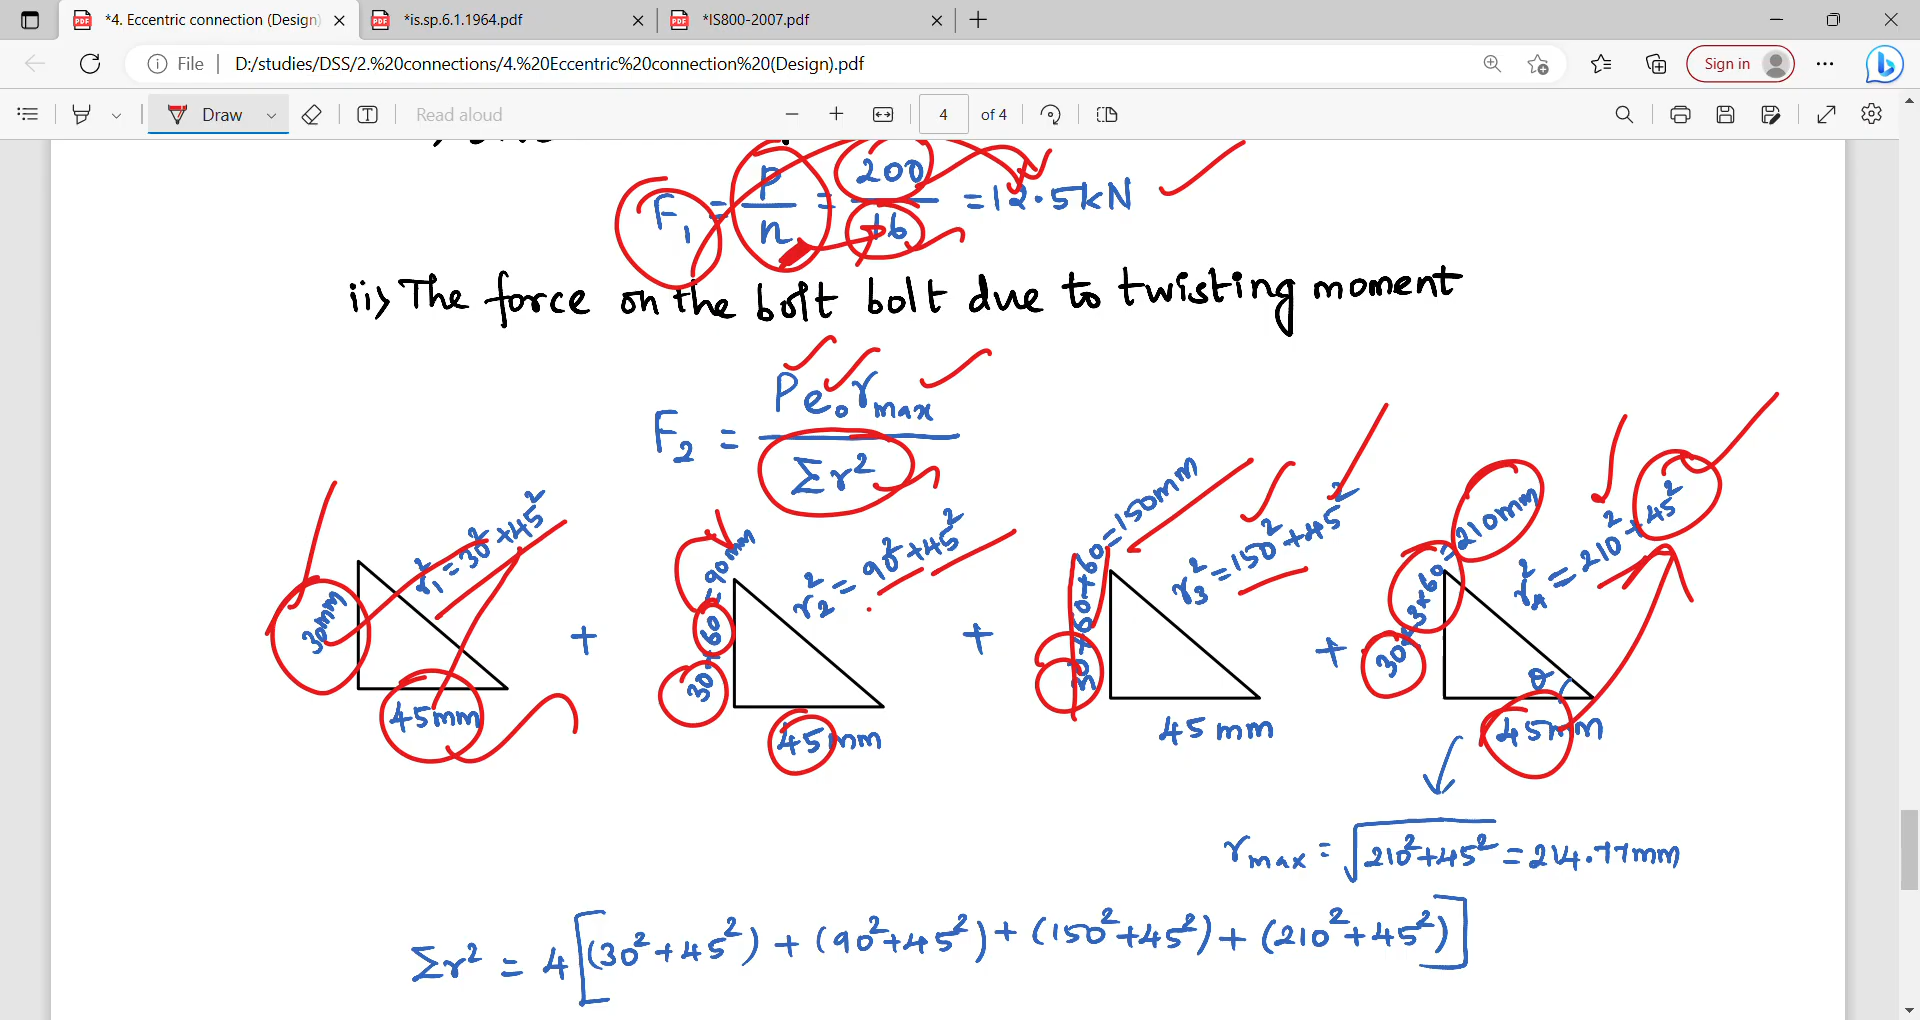 *4. Eccentric connection (Design)
*is.sp.6.1.1964.pdf
*IS800-2007.pdf
File
D:/studies/DSS/2.%20connections/4.%20Eccentric%20connection%20(Design).pdf
Sign in
Draw
Read aloud
4 of 4
F₁ = P/n = 200/16 = 12.5kN
ii) The force on the bolt bolt due to twisting moment
F₂ = Pe₀r_max/Σr²
30mm
r₁² = 30² + 45²
45mm
+
30+60 = 90mm
r₂² = 90² + 45²
45mm
+
30+60+60 = 150mm
r₃² = 150² + 45²
45 mm
+
30+3×60 = 210mm
r₄² = 210² + 45²
θ
45mm
r_max = √210²+45² = 214.77mm
Σr² = 4[(30²+45²) + (90²+45²) + (150²+45²) + (210²+45²)]